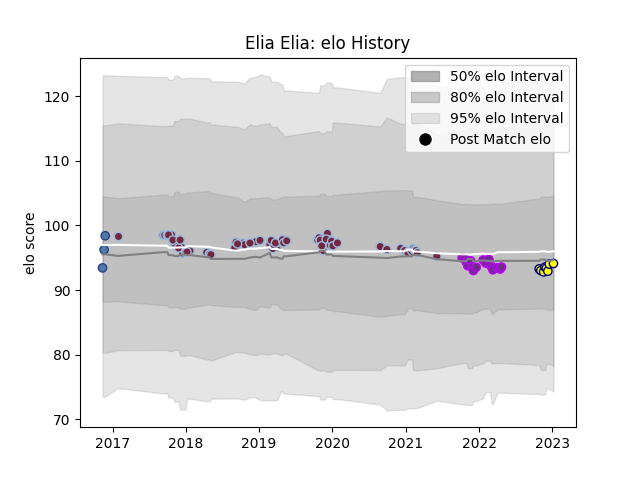 Elia Elia: elo History
50% elo Interval
80% elo Interval
95% elo Interval
Post Match elo
elo score
120
110
100
90
80
70
2017 2018 2019 2020 2021 2022 2023